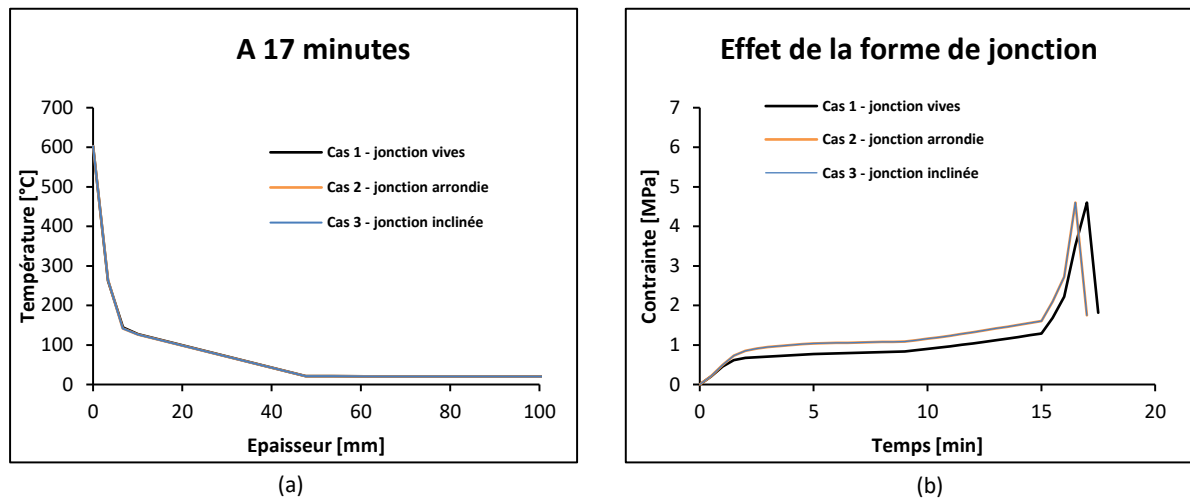 A 17 minutes
700
600
500
400
300
200
100
0
Température [°C]
0 20 40 60 80 100
Epaisseur [mm]
Cas 1 - jonction vives
Cas 2 - jonction arrondie
Cas 3 - jonction inclinée
(a)
Effet de la forme de jonction
7
6
5
4
3
2
1
0
Contrainte [MPa]
0 5 10 15 20
Temps [min]
Cas 1 - jonction vives
Cas 2 - jonction arrondie
Cas 3 - jonction inclinée
(b)